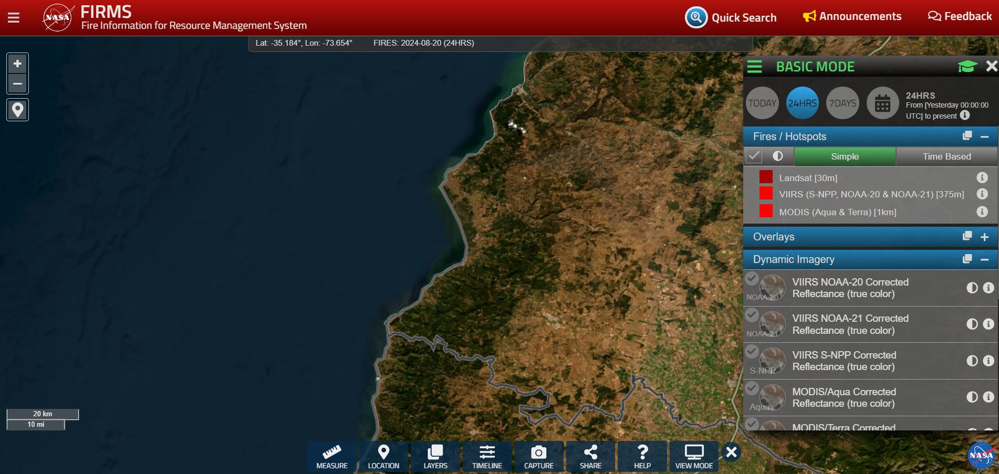 NASA
FIRMS
Fire Information for Resource Management System
Quick Search
Announcements
Feedback
Lat: -35.184°, Lon: -73.654°
FIRES: 2024-08-20 (24HRS)
+
−
BASIC MODE
TODAY
24HRS
7DAYS
24HRS
From [Yesterday 00:00:00
UTC] to present
Fires / Hotspots
Simple
Time Based
Landsat [30m]
VIIRS (S-NPP, NOAA-20 & NOAA-21) [375m]
MODIS (Aqua & Terra) [1km]
Overlays
Dynamic Imagery
NOAA-20
VIIRS NOAA-20 Corrected
Reflectance (true color)
NOAA-21
VIIRS NOAA-21 Corrected
Reflectance (true color)
S-NPP
VIIRS S-NPP Corrected
Reflectance (true color)
Aqua
MODIS/Aqua Corrected
Reflectance (true color)
MODIS/Terra Corrected
20 km
10 mi
MEASURE
LOCATION
LAYERS
TIMELINE
CAPTURE
SHARE
HELP
VIEW MODE
NASA